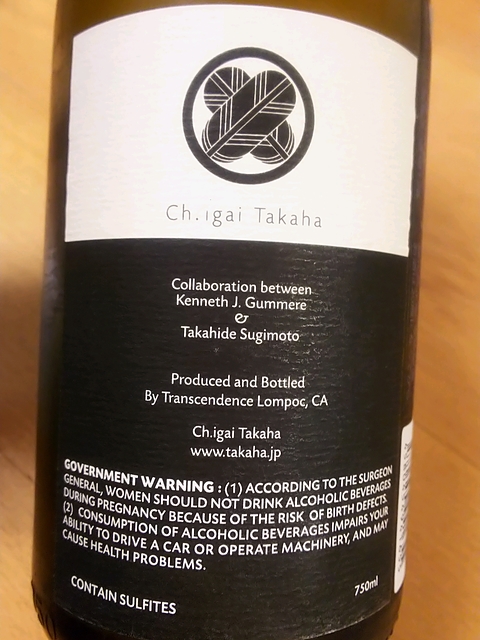 Ch.igai Takaha
Collaboration between
Kenneth J. Gummere
&
Takahide Sugimoto
Produced and Bottled
By Transcendence Lompoc, CA
Ch.igai Takaha
www.takaha.jp
GOVERNMENT WARNING : (1) ACCORDING TO THE SURGEON
GENERAL, WOMEN SHOULD NOT DRINK ALCOHOLIC BEVERAGES
DURING PREGNANCY BECAUSE OF THE RISK OF BIRTH DEFECTS.
(2) CONSUMPTION OF ALCOHOLIC BEVERAGES IMPAIRS YOUR
ABILITY TO DRIVE A CAR OR OPERATE MACHINERY, AND MAY
CAUSE HEALTH PROBLEMS.
CONTAIN SULFITES
750ml